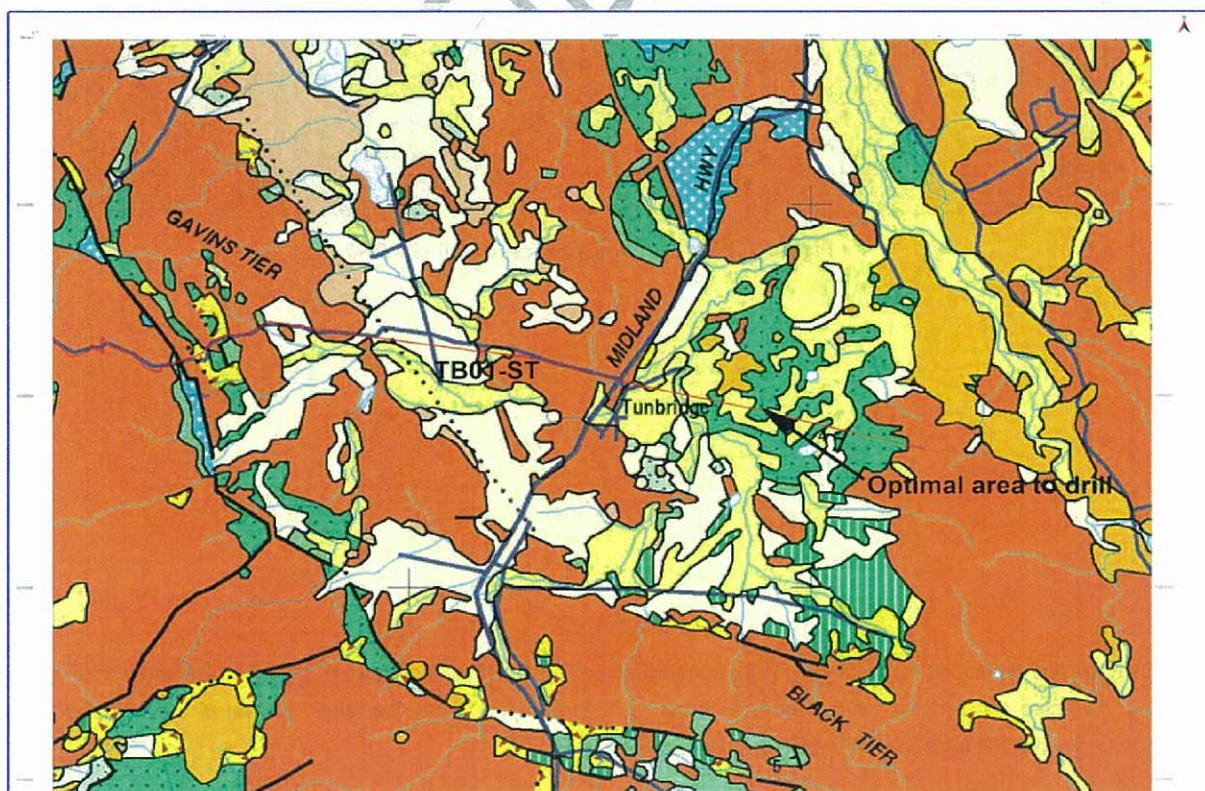 HWY
GAVINS TIER
MIDLAND
TB01-ST
Tunbridge
Optimal area to drill
BLACK TIER